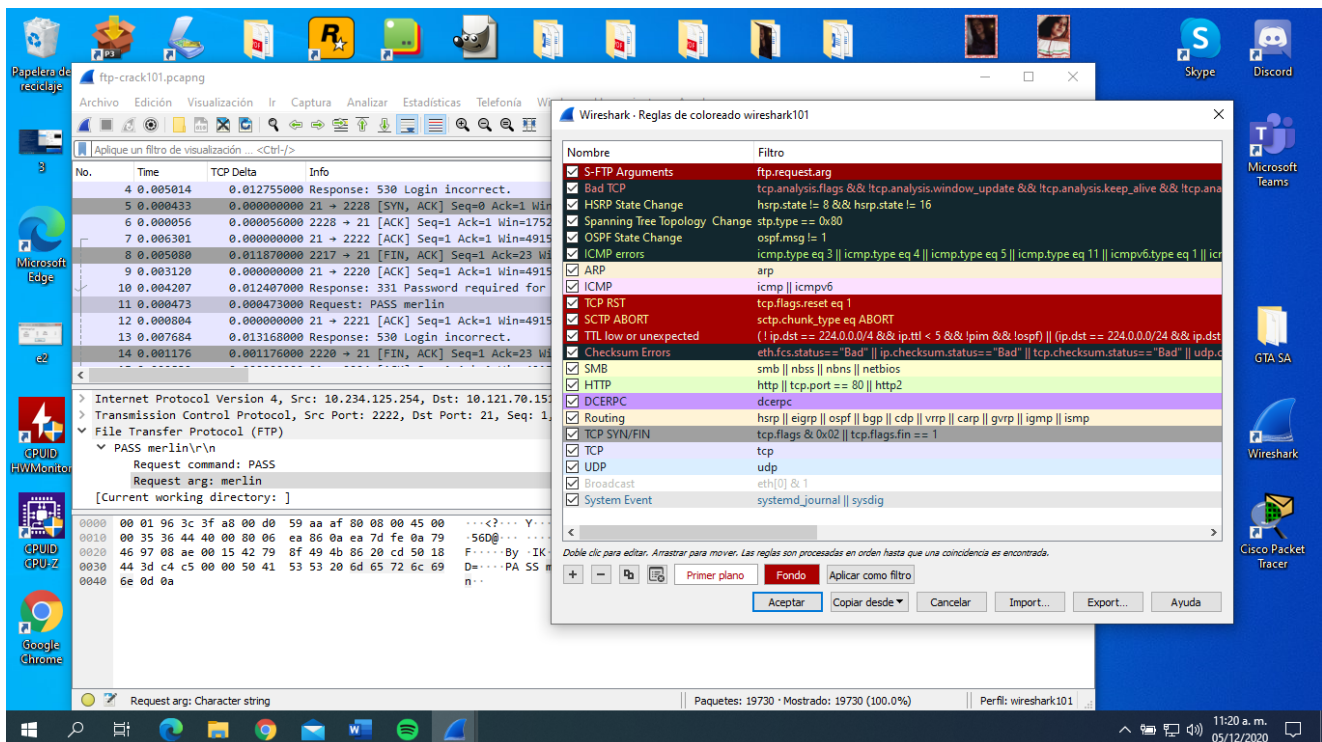 Papelera de
reciclaje
3
Microsoft
Edge
e2
CPUID
HWMonitor
CPUID
CPU-Z
Google
Chrome
Skype
Discord
Microsoft
Teams
GTA SA
Wireshark
Cisco Packet
Tracer
ftp-crack101.pcapng
Archivo Edición Visualización Ir Captura Analizar Estadísticas Telefonía
Aplique un filtro de visualización ... <Ctrl-/>
No. Time TCP Delta Info
4 0.005014 0.012755000 Response: 530 Login incorrect.
5 0.000433 0.000000000 21 → 2228 [SYN, ACK] Seq=0 Ack=1 Win
6 0.000056 0.000056000 2228 → 21 [ACK] Seq=1 Ack=1 Win=1752
7 0.006301 0.000000000 21 → 2222 [ACK] Seq=1 Ack=1 Win=4915
8 0.005080 0.011870000 2217 → 21 [FIN, ACK] Seq=1 Ack=23 Wi
9 0.003120 0.000000000 21 → 2220 [ACK] Seq=1 Ack=1 Win=4915
10 0.004207 0.012407000 Response: 331 Password required for
11 0.000473 0.000473000 Request: PASS merlin
12 0.000804 0.000000000 21 → 2221 [ACK] Seq=1 Ack=1 Win=4915
13 0.007684 0.013168000 Response: 530 Login incorrect.
14 0.001176 0.001176000 2220 → 21 [FIN, ACK] Seq=1 Ack=23 Wi
Internet Protocol Version 4, Src: 10.234.125.254, Dst: 10.121.70.151
Transmission Control Protocol, Src Port: 2222, Dst Port: 21, Seq: 1,
File Transfer Protocol (FTP)
PASS merlin\r\n
Request command: PASS
Request arg: merlin
[Current working directory: ]
0000 00 01 96 3c 3f a8 00 d0 59 aa af 80 08 00 45 00 ···<?··· Y···
0010 00 35 36 44 40 00 80 06 ea 86 0a ea 7d fe 0a 79 ·56D@···
0020 46 97 08 ae 00 15 42 79 8f 49 4b 86 20 cd 50 18 F·····By ·IK·
0030 44 3d c4 c5 00 00 50 41 53 53 20 6d 65 72 6c 69 D=····PA SS m
0040 6e 0d 0a n··
Request arg: Character string
Paquetes: 19730 · Mostrado: 19730 (100.0%)
Perfil: wireshark101
Wireshark · Reglas de coloreado wireshark101
Nombre Filtro
S-FTP Arguments ftp.request.arg
Bad TCP tcp.analysis.flags && !tcp.analysis.window_update && !tcp.analysis.keep_alive && !tcp.ana
HSRP State Change hsrp.state != 8 && hsrp.state != 16
Spanning Tree Topology Change stp.type == 0x80
OSPF State Change ospf.msg != 1
ICMP errors icmp.type eq 3 || icmp.type eq 4 || icmp.type eq 5 || icmp.type eq 11 || icmpv6.type eq 1 || icr
ARP arp
ICMP icmp || icmpv6
TCP RST tcp.flags.reset eq 1
SCTP ABORT sctp.chunk_type eq ABORT
TTL low or unexpected ( ! ip.dst == 224.0.0.0/4 && ip.ttl < 5 && !pim && !ospf) || (ip.dst == 224.0.0.0/24 && ip.dst
Checksum Errors eth.fcs.status=="Bad" || ip.checksum.status=="Bad" || tcp.checksum.status=="Bad" || udp.c
SMB smb || nbss || nbns || netbios
HTTP http || tcp.port == 80 || http2
DCERPC dcerpc
Routing hsrp || eigrp || ospf || bgp || cdp || vrrp || carp || gvrp || igmp || ismp
TCP SYN/FIN tcp.flags & 0x02 || tcp.flags.fin == 1
TCP tcp
UDP udp
Broadcast eth[0] & 1
System Event systemd_journal || sysdig
Doble clic para editar. Arrastrar para mover. Las reglas son procesadas en orden hasta que una coincidencia es encontrada.
Primer plano Fondo Aplicar como filtro
Aceptar Copiar desde Cancelar Import... Export... Ayuda
11:20 a. m.
05/12/2020